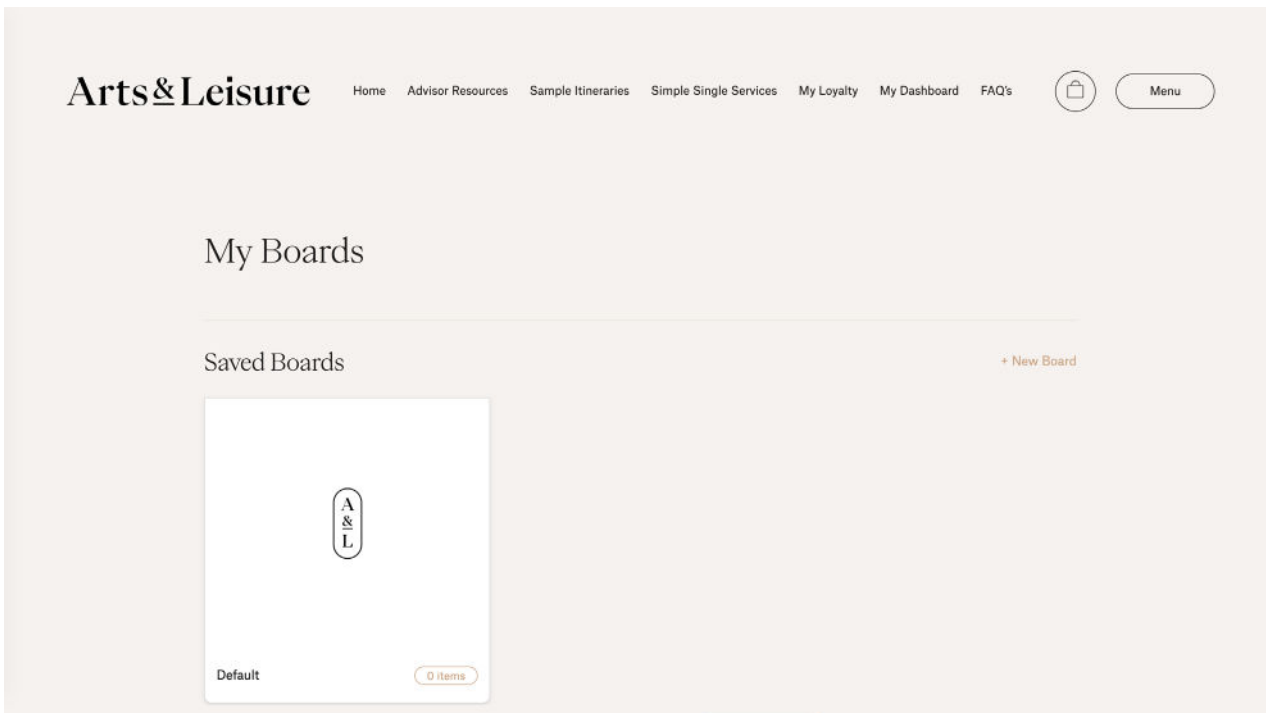 Arts&Leisure Home Advisor Resources Sample Itineraries Simple Single Services My Loyalty My Dashboard FAQ's Menu
My Boards
Saved Boards + New Board
A
&
L
Default 0 items